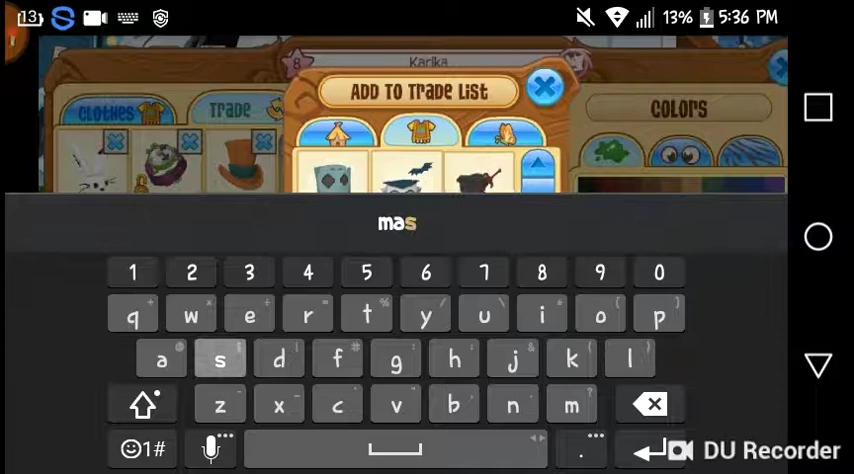 13 13% 5:36 PM
8 Karika
ADD TO TRADE LIST
CLOTHES TRADE COLORS
mas
1 2 3 4 5 6 7 8 9 0
q w e r t y u i o p
a s d f g h j k l
z x c v b n m
☺1# . DU Recorder